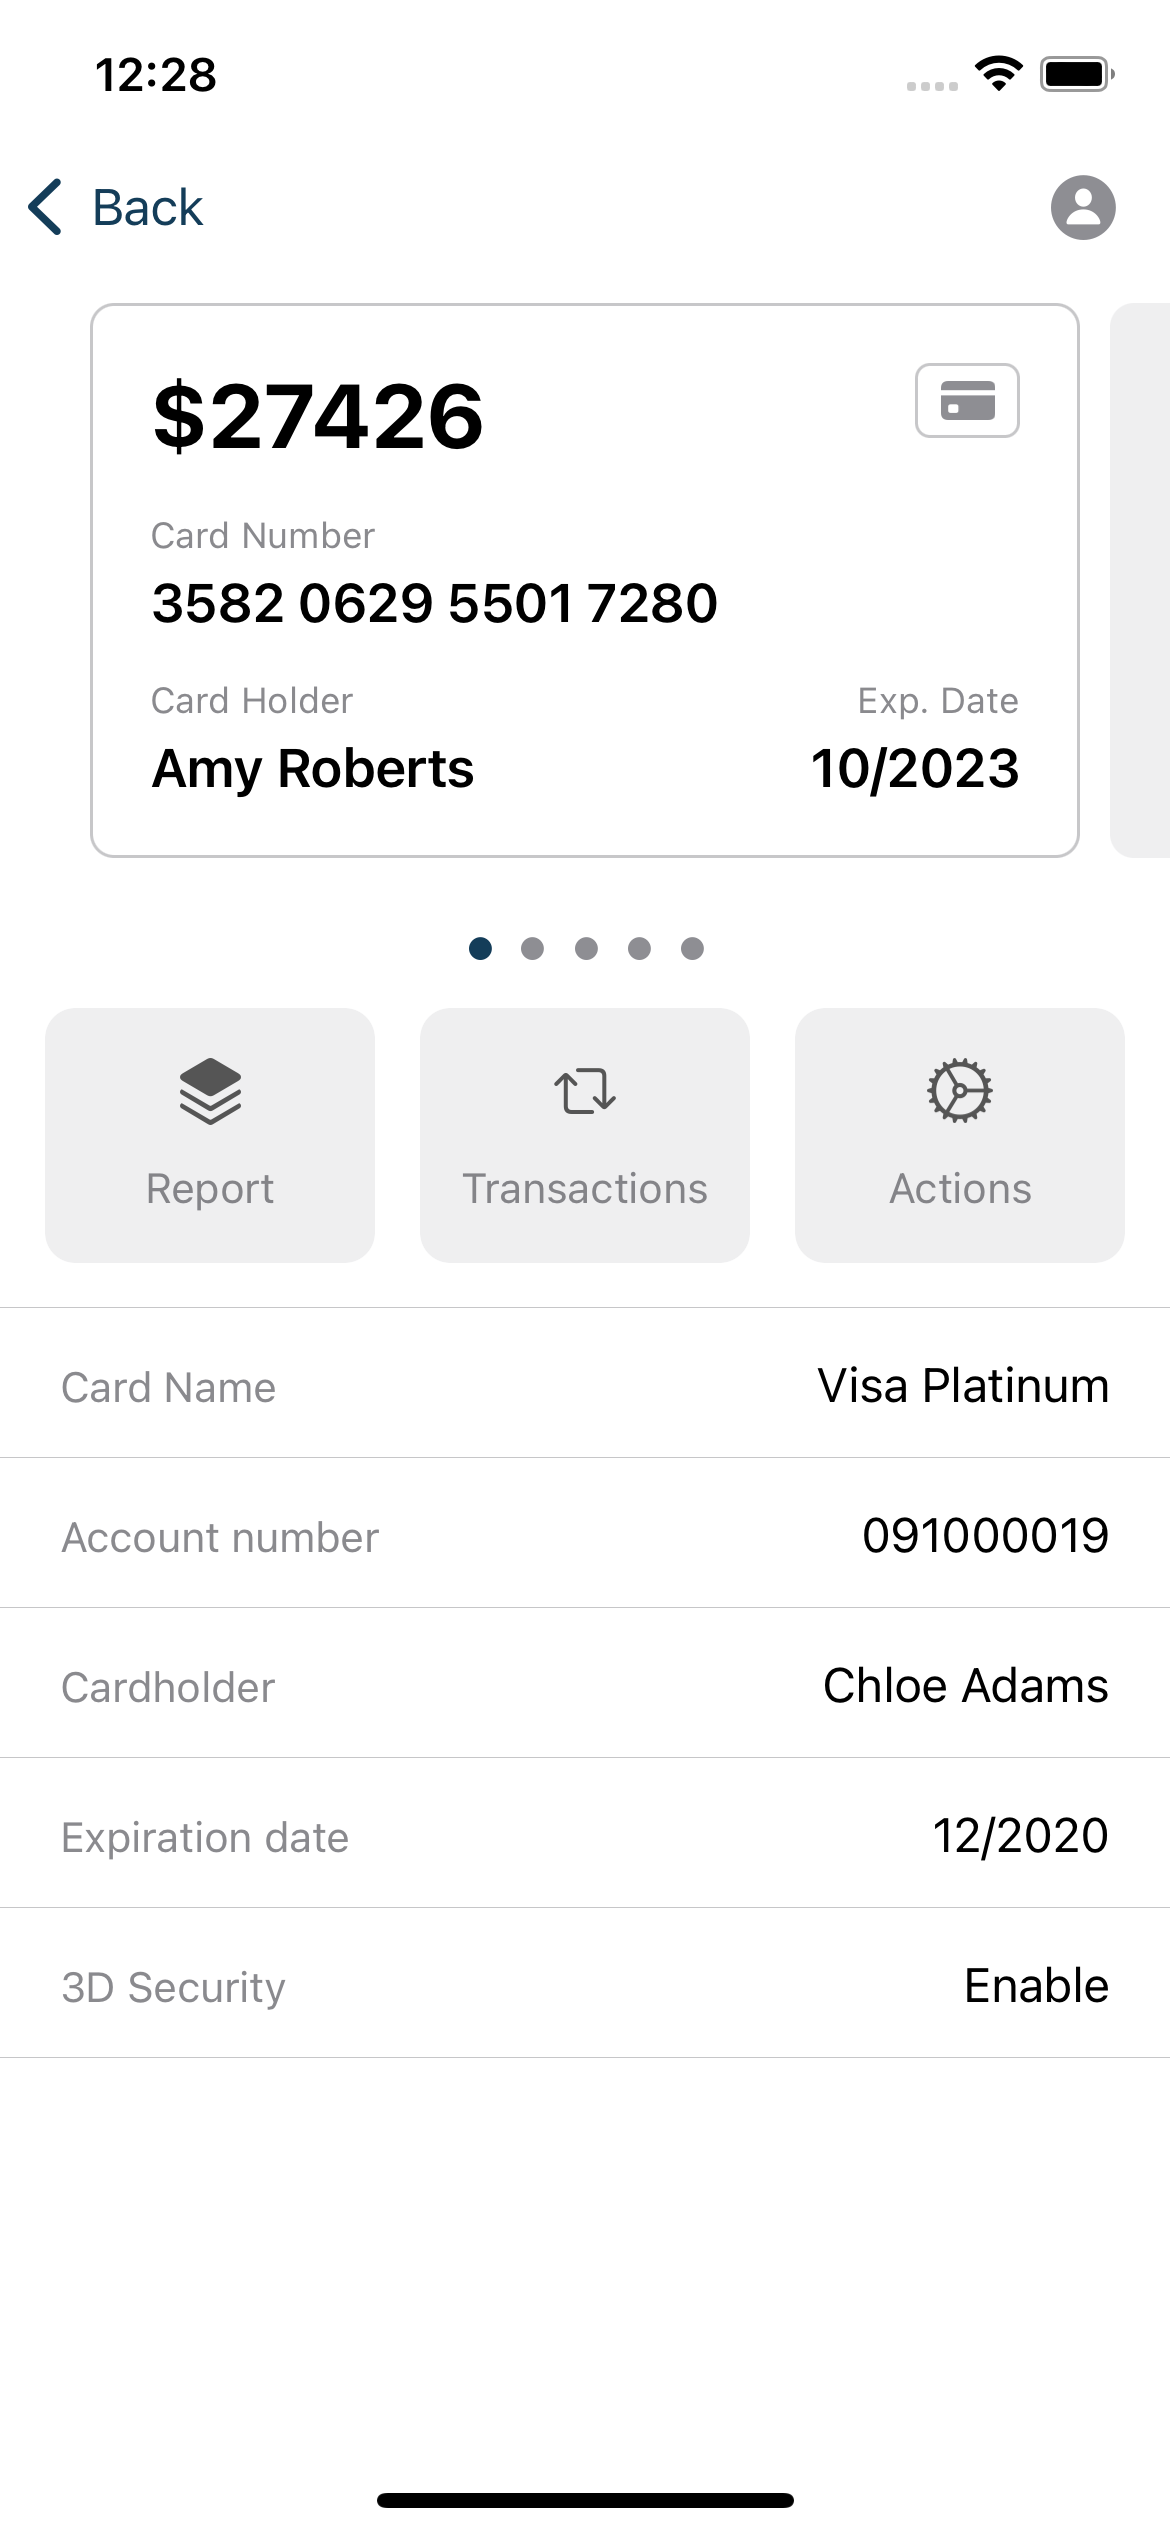 12:28
Back
$27426
Card Number
3582 0629 5501 7280
Card Holder
Exp. Date
Amy Roberts
10/2023
Report
Transactions
Actions
Card Name
Visa Platinum
Account number
091000019
Cardholder
Chloe Adams
Expiration date
12/2020
3D Security
Enable